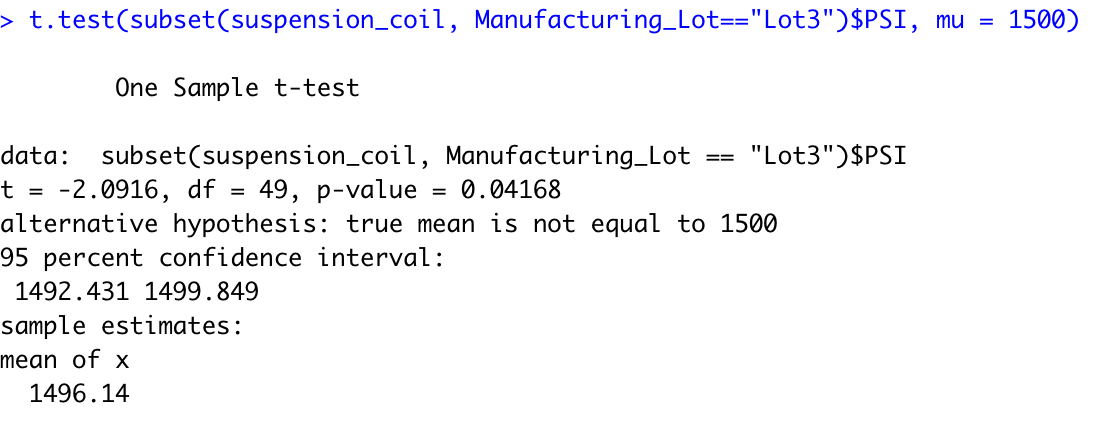 > t.test(subset(suspension_coil, Manufacturing_Lot=="Lot3")$PSI, mu = 1500)
One Sample t-test
data:  subset(suspension_coil, Manufacturing_Lot == "Lot3")$PSI
t = -2.0916, df = 49, p-value = 0.04168
alternative hypothesis: true mean is not equal to 1500
95 percent confidence interval:
1492.431 1499.849
sample estimates:
mean of x
1496.14